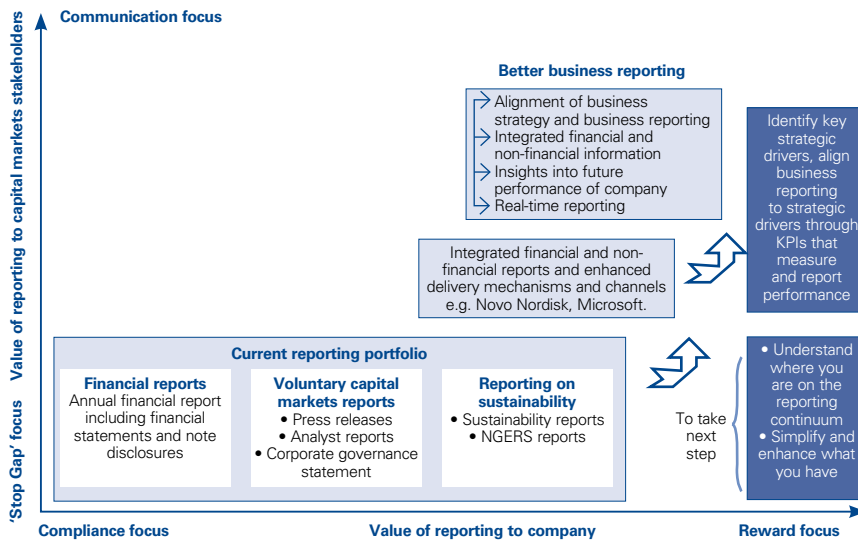 Communication focus
Value of reporting to capital markets stakeholders
'Stop Gap' focus
Better business reporting
Alignment of business
strategy and business reporting
Integrated financial and
non-financial information
Insights into future
performance of company
Real-time reporting
Identify key
strategic
drivers, align
business
reporting
to strategic
drivers through
KPIs that
measure
and report
performance
Integrated financial and non-
financial reports and enhanced
delivery mechanisms and channels
e.g. Novo Nordisk, Microsoft.
Current reporting portfolio
Financial reports
Annual financial report
including financial
statements and note
disclosures
Voluntary capital
markets reports
• Press releases
• Analyst reports
• Corporate governance
statement
Reporting on
sustainability
• Sustainability reports
• NGERS reports
To take
next
step
• Understand
where you
are on the
reporting
continuum
• Simplify and
enhance what
you have
Compliance focus
Value of reporting to company
Reward focus